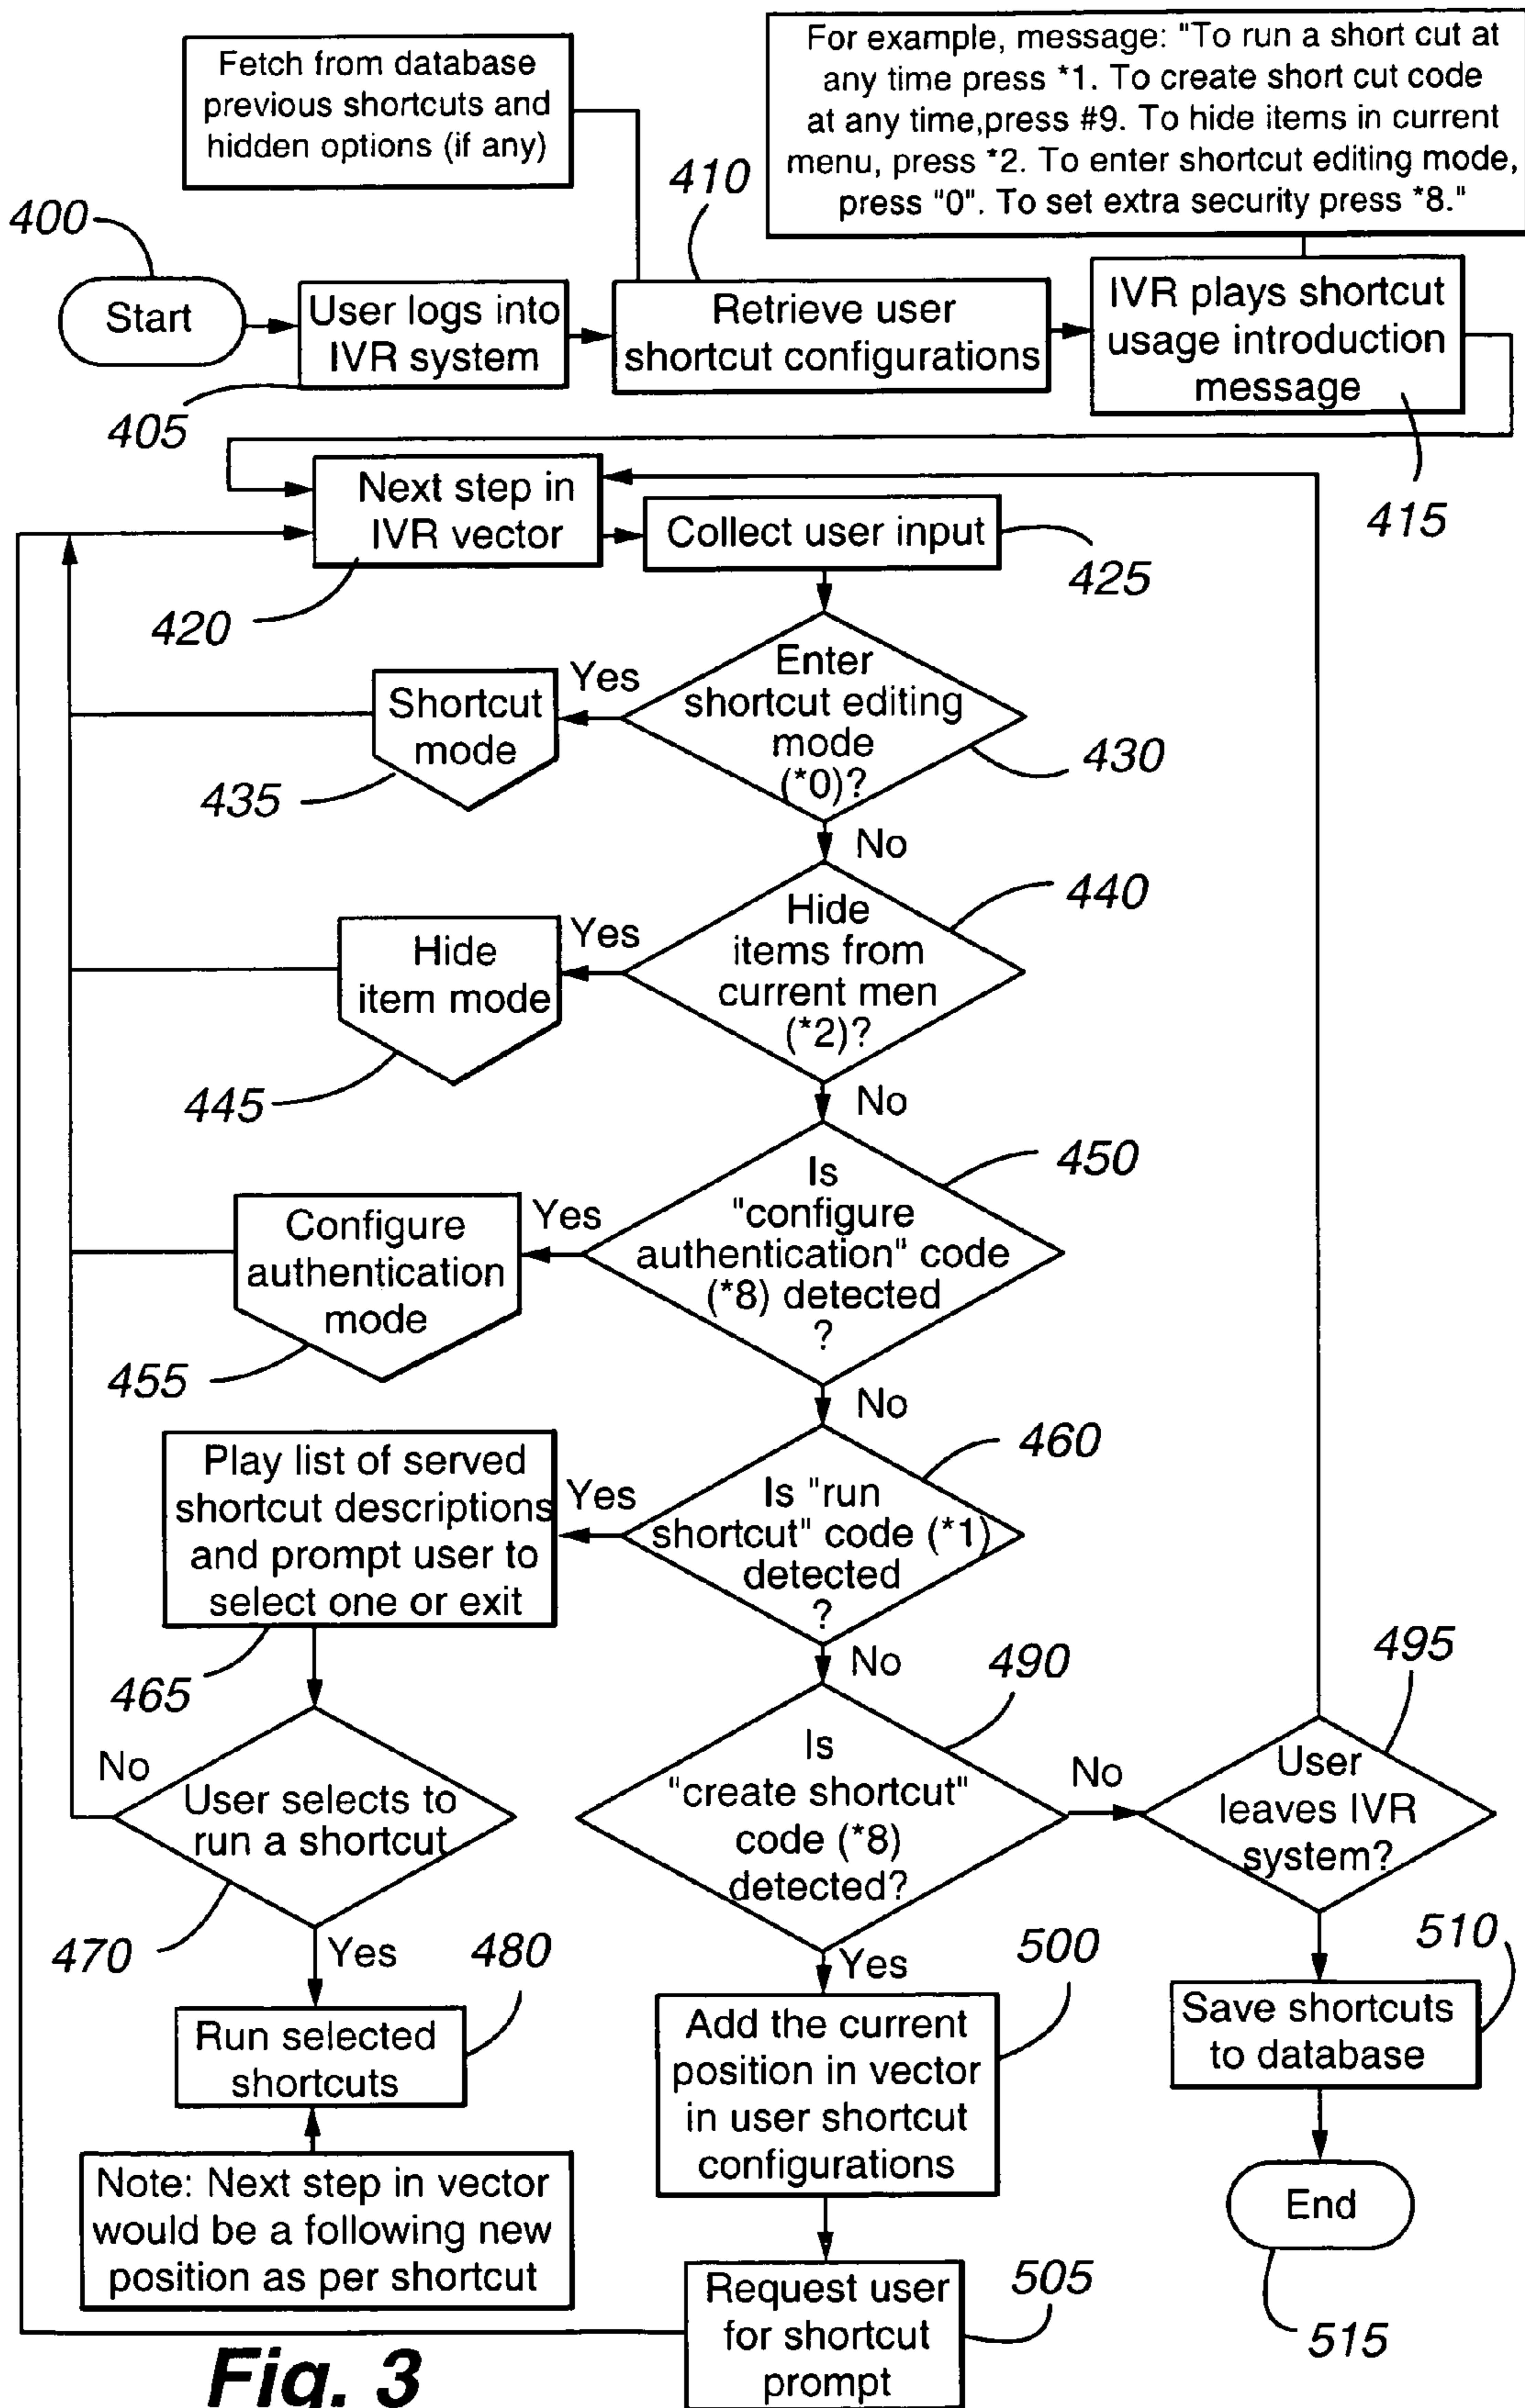 Fetch from database
previous shortcuts and
hidden options (if any)
For example, message: "To run a short cut at
any time press *1. To create short cut code
at any time,press #9. To hide items in current
menu, press *2. To enter shortcut editing mode,
press "0". To set extra security press *8."
400
410
Start
User logs into
IVR system
Retrieve user
shortcut configurations
IVR plays shortcut
usage introduction
message
405
415
Next step in
IVR vector
Collect user input
420
425
Enter
shortcut editing
mode
(*0)?
Yes
Shortcut
mode
430
435
No
440
Hide
items from
current men
(*2)?
Yes
Hide
item mode
445
No
450
Is
"configure
authentication" code
(*8) detected
?
Yes
Configure
authentication
mode
455
No
460
Is "run
shortcut" code (*1)
detected
?
Yes
Play list of served
shortcut descriptions
and prompt user to
select one or exit
465
No
490
495
No
User selects to
run a shortcut
Is
"create shortcut"
code (*8)
detected?
No
User
leaves IVR
system?
470
Yes
480
Yes
500
510
Run selected
shortcuts
Add the current
position in vector
in user shortcut
configurations
Save shortcuts
to database
Note: Next step in vector
would be a following new
position as per shortcut
End
515
Request user
for shortcut
prompt
505
Fig. 3